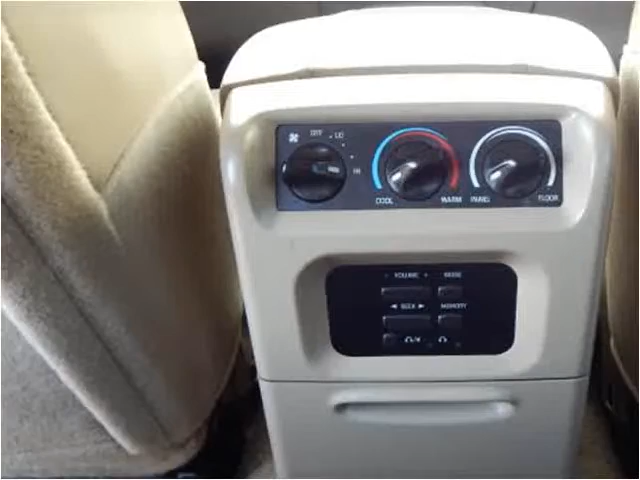 OFF LO
HI
COOL WARM PANEL FLOOR
- VOLUME + MODE
◄ SEEK ► MEMORY